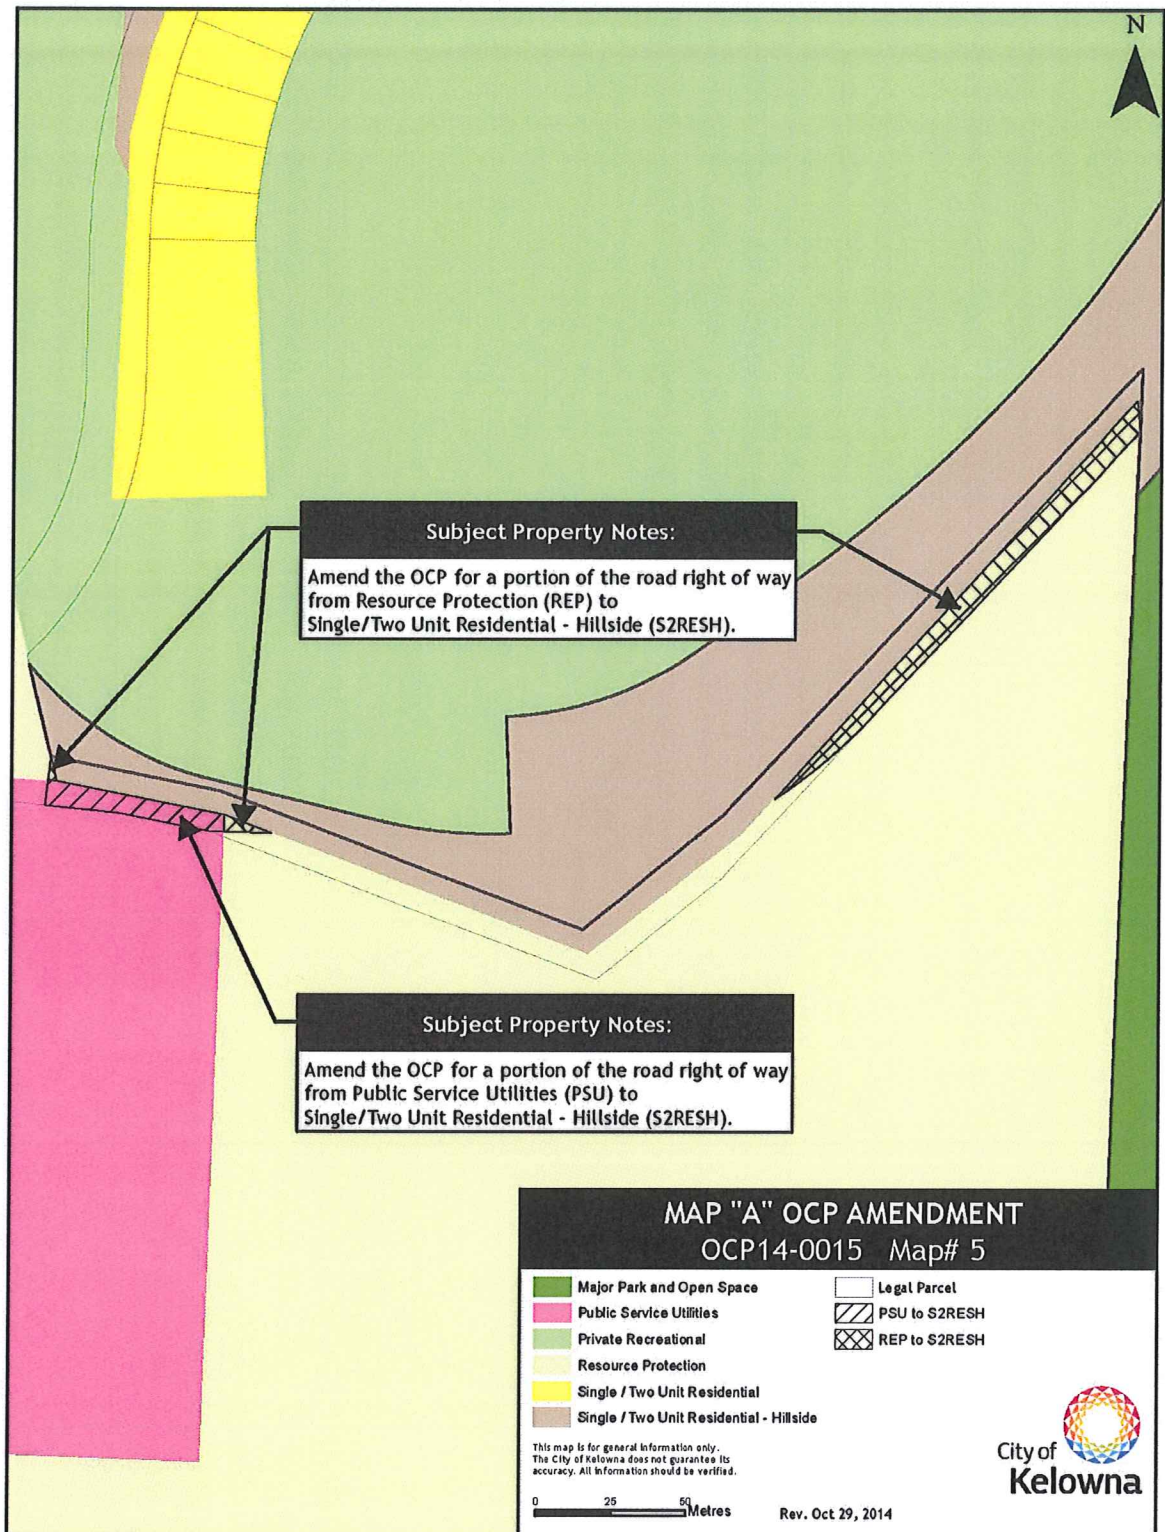 N
Subject Property Notes:
Amend the OCP for a portion of the road right of way
from Resource Protection (REP) to
Single/Two Unit Residential - Hillside (S2RESH).
Subject Property Notes:
Amend the OCP for a portion of the road right of way
from Public Service Utilities (PSU) to
Single/Two Unit Residential - Hillside (S2RESH).
MAP "A" OCP AMENDMENT
OCP14-0015 Map# 5
Major Park and Open Space
Public Service Utilities
Private Recreational
Resource Protection
Single / Two Unit Residential
Single / Two Unit Residential - Hillside
Legal Parcel
PSU to S2RESH
REP to S2RESH
This map is for general information only.
The City of Kelowna does not guarantee its
accuracy. All information should be verified.
0 25 50 Metres
Rev. Oct 29, 2014
City of
Kelowna